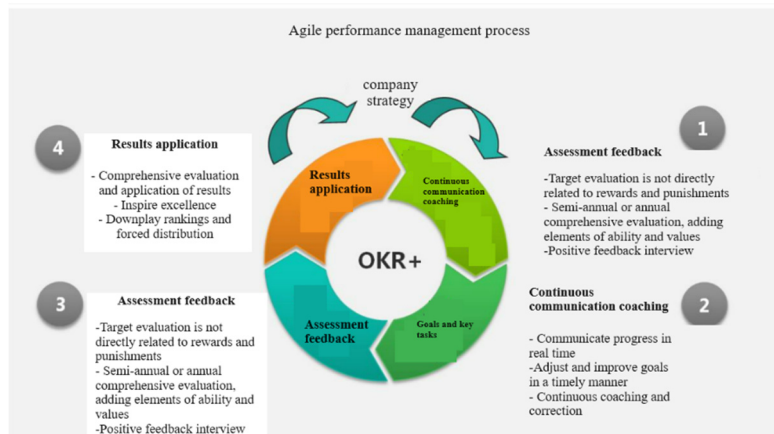 Agile performance management process
company
strategy
4
Results application
- Comprehensive evaluation
and application of results
- Inspire excellence
- Downplay rankings and
forced distribution
1
Assessment feedback
-Target evaluation is not directly
related to rewards and punishments
- Semi-annual or annual
comprehensive evaluation, adding
elements of ability and values
-Positive feedback interview
Results
application
Continuous
communication
coaching
OKR+
Assessment
feedback
Goals and key
tasks
3
Assessment feedback
-Target evaluation is not
directly related to rewards and
punishments
- Semi-annual or annual
comprehensive evaluation,
adding elements of ability and
values
-Positive feedback interview
Continuous
communication coaching
2
- Communicate progress in
real time
-Adjust and improve goals
in a timely manner
- Continuous coaching and
correction